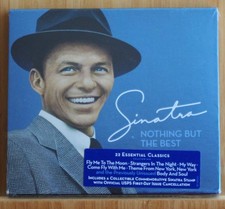 Sinatra
NOTHING BUT
THE BEST
22 ESSENTIAL CLASSICS
Fly Me To The Moon · Strangers In The Night · My Way
Come Fly With Me · Theme From New York, New York
and the Previously Unissued Body And Soul
INCLUDES A COLLECTIBLE COMMEMORATIVE SINATRA STAMP
WITH OFFICIAL USPS FIRST-DAY ISSUE CANCELLATION